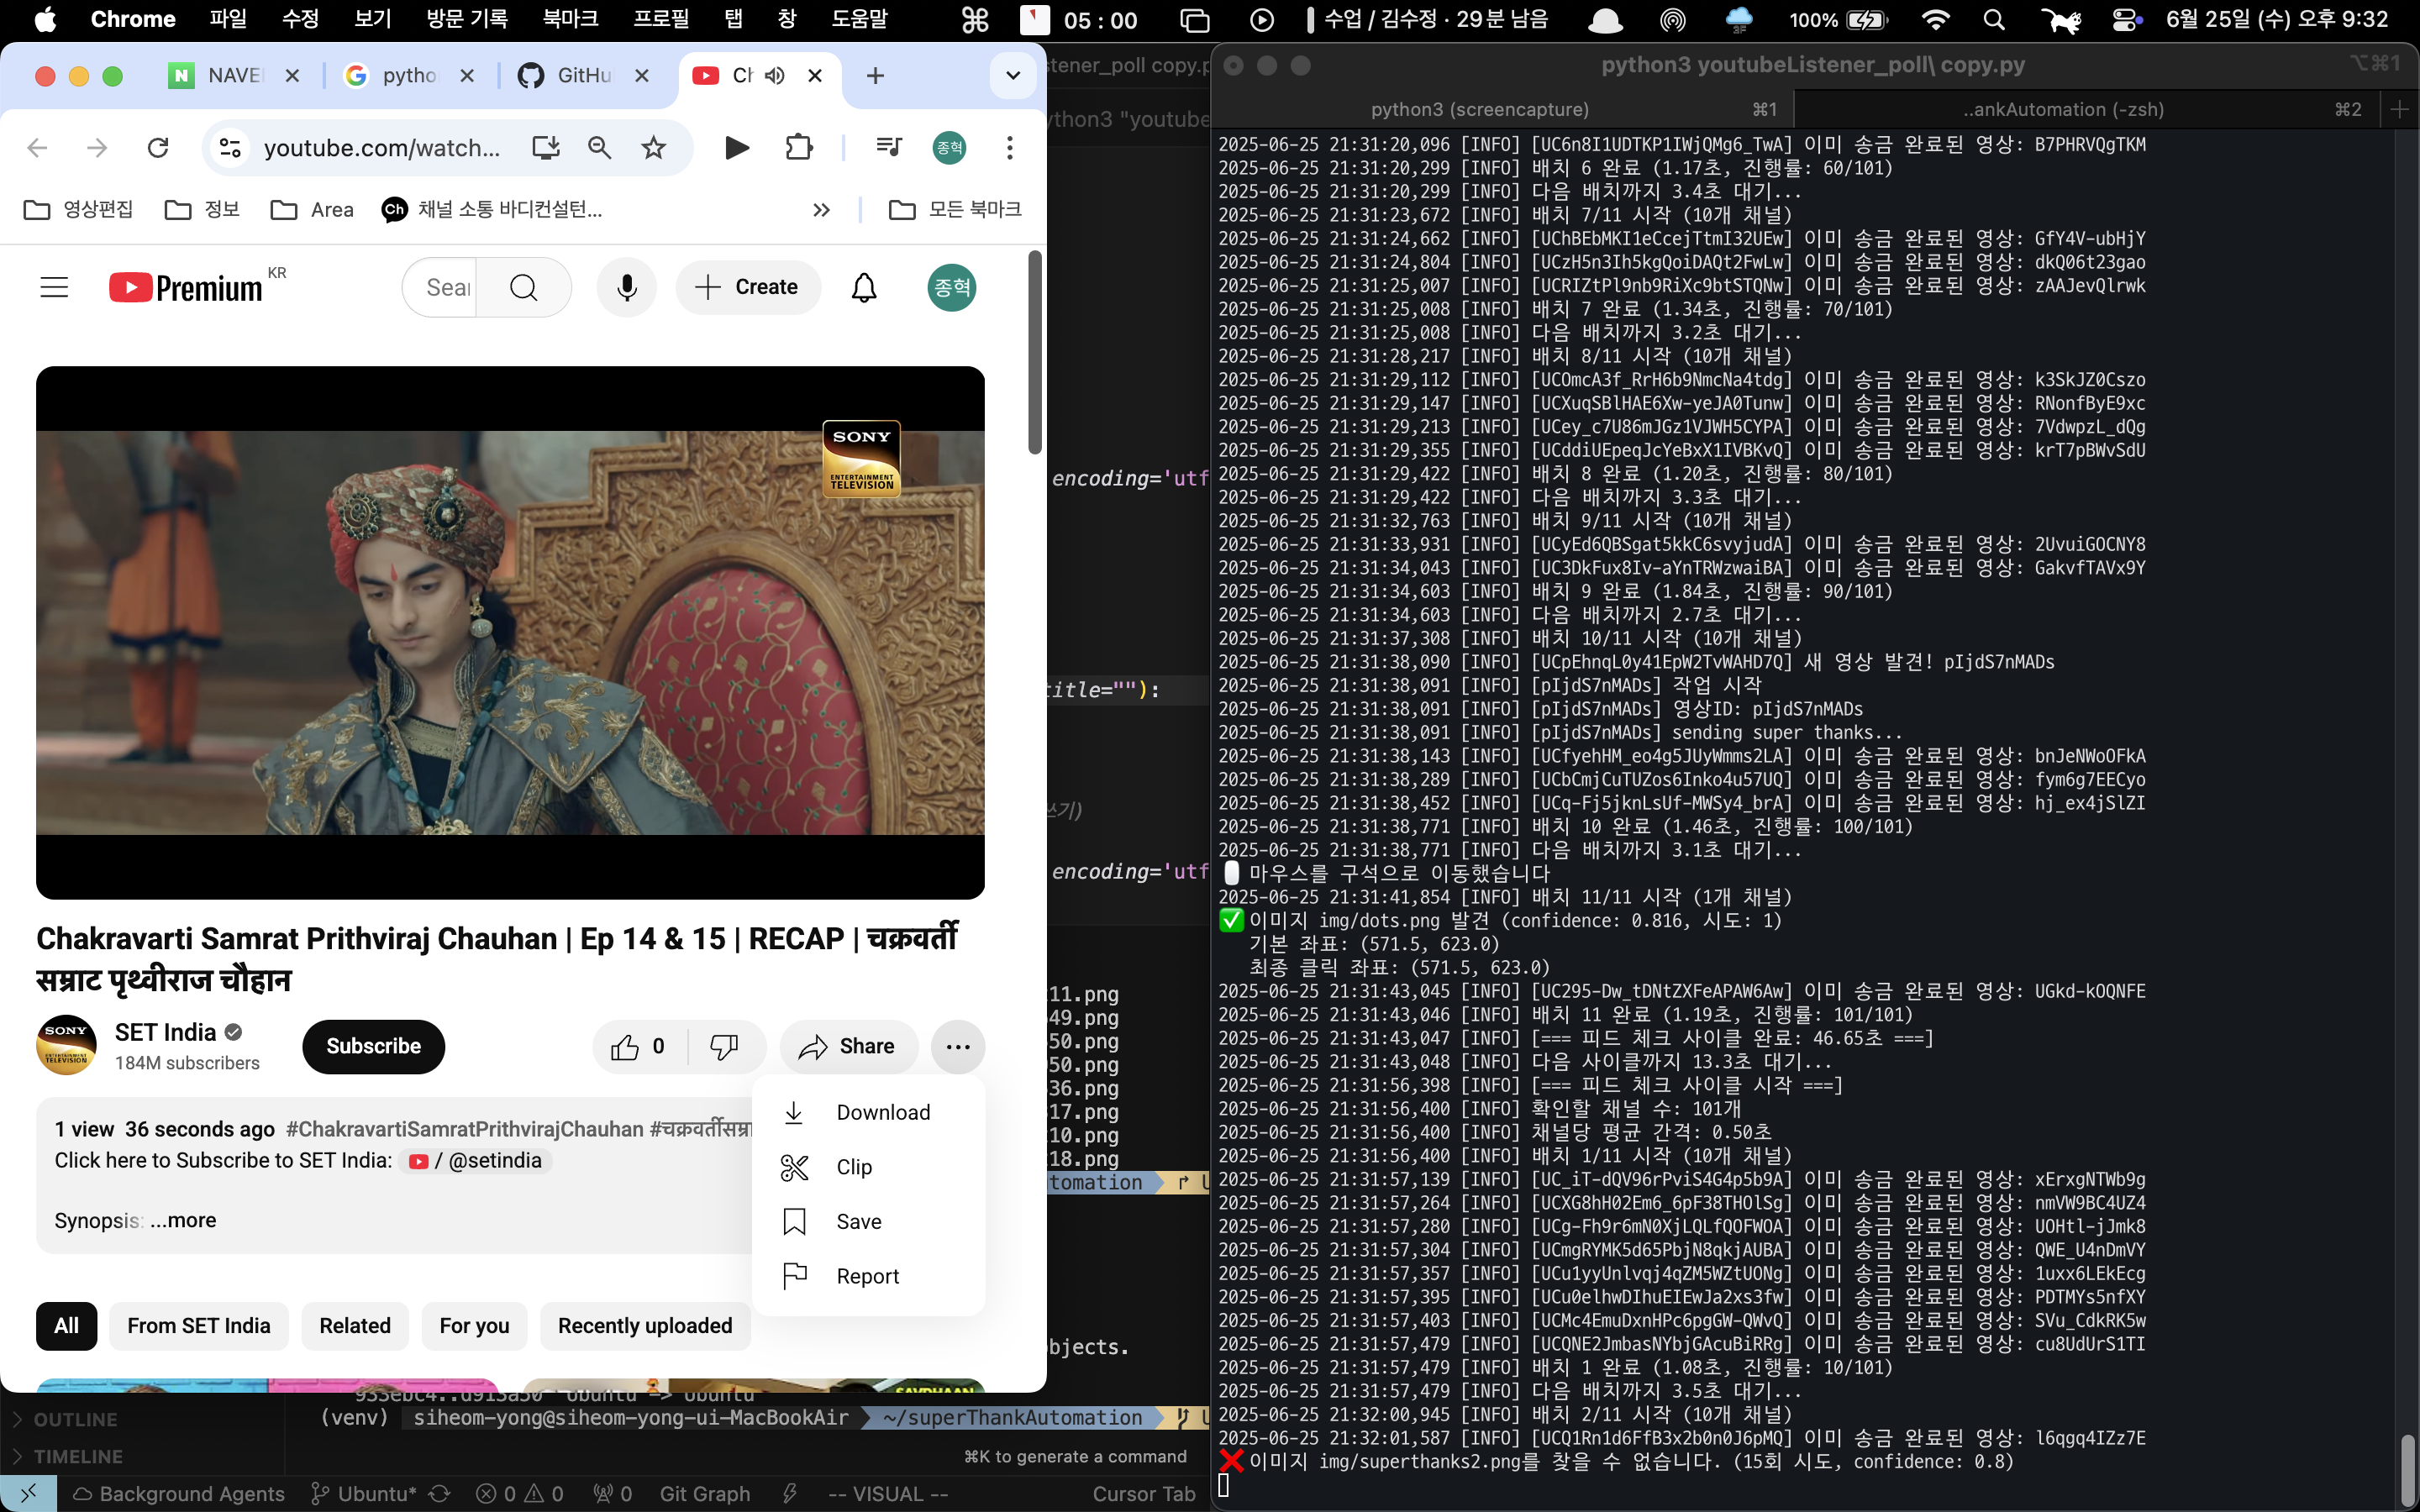 Chrome 파일 수정 보기 방문 기록 북마크 프로필 탭 창 도움말 05 : 00 수업 / 김수정 · 29분 남음 100% 6월 25일 (수) 오후 9:32
NAVE pytho GitHu Ch
youtube.com/watch... 종혁
영상편집 정보 Area Ch 채널 소통 바디컨설턴... » 모든 북마크
Premium KR Sear Create 종혁
SONY
ENTERTAINMENT
TELEVISION
Chakravarti Samrat Prithviraj Chauhan | Ep 14 & 15 | RECAP | चक्रवर्ती
सम्राट पृथ्वीराज चौहान
SET India
184M subscribers
Subscribe
0
Share
Download
Clip
Save
Report
1 view 36 seconds ago #ChakravartiSamratPrithvirajChauhan
Click here to Subscribe to SET India: / @setindia
Synopsis: ...more
All From SET India Related For you Recently uploaded
stener_poll copy.p
ython3 "youtube
encoding='utf
title=""):
쓰기)
encoding='utf
11.png
49.png
50.png
50.png
36.png
17.png
10.png
18.png
tomation
bjects.
933ebc4..d913a50 Ubuntu -> Ubuntu
(venv) siheom-yong@siheom-yong-ui-MacBookAir ~/superThankAutomation
OUTLINE
TIMELINE
⌘K to generate a command
Background Agents Ubuntu* 0 0 0 Git Graph -- VISUAL -- Cursor Tab
python3 youtubeListener_poll\ copy.py ⌥⌘1
python3 (screencapture) ⌘1 ..ankAutomation (-zsh) ⌘2
2025-06-25 21:31:20,096 [INFO] [UC6n8I1UDTKP1IWjQMg6_TwA] 이미 송금 완료된 영상: B7PHRVQgTKM
2025-06-25 21:31:20,299 [INFO] 배치 6 완료 (1.17초, 진행률: 60/101)
2025-06-25 21:31:20,299 [INFO] 다음 배치까지 3.4초 대기...
2025-06-25 21:31:23,672 [INFO] 배치 7/11 시작 (10개 채널)
2025-06-25 21:31:24,662 [INFO] [UChBEbMKI1eCcejTtmI32UEw] 이미 송금 완료된 영상: GfY4V-ubHjY
2025-06-25 21:31:24,804 [INFO] [UCzH5n3Ih5kgQoiDAQt2FwLw] 이미 송금 완료된 영상: dkQ06t23gao
2025-06-25 21:31:25,007 [INFO] [UCRIZtPl9nb9RiXc9btSTQNw] 이미 송금 완료된 영상: zAAJevQlrwk
2025-06-25 21:31:25,008 [INFO] 배치 7 완료 (1.34초, 진행률: 70/101)
2025-06-25 21:31:25,008 [INFO] 다음 배치까지 3.2초 대기...
2025-06-25 21:31:28,217 [INFO] 배치 8/11 시작 (10개 채널)
2025-06-25 21:31:29,112 [INFO] [UCOmcA3f_RrH6b9NmcNa4tdg] 이미 송금 완료된 영상: k3SkJZ0Cszo
2025-06-25 21:31:29,147 [INFO] [UCXuqSBlHAE6Xw-yeJA0Tunw] 이미 송금 완료된 영상: RNonfByE9xc
2025-06-25 21:31:29,213 [INFO] [UCey_c7U86mJGz1VJWH5CYPA] 이미 송금 완료된 영상: 7VdwpzL_dQg
2025-06-25 21:31:29,355 [INFO] [UCddiUEpeqJcYeBxX1IVBKvQ] 이미 송금 완료된 영상: krT7pBWvSdU
2025-06-25 21:31:29,422 [INFO] 배치 8 완료 (1.20초, 진행률: 80/101)
2025-06-25 21:31:29,422 [INFO] 다음 배치까지 3.3초 대기...
2025-06-25 21:31:32,763 [INFO] 배치 9/11 시작 (10개 채널)
2025-06-25 21:31:33,931 [INFO] [UCyEd6QBSgat5kkC6svyjudA] 이미 송금 완료된 영상: 2UvuiGOCNY8
2025-06-25 21:31:34,043 [INFO] [UC3DkFux8Iv-aYnTRWzwaiBA] 이미 송금 완료된 영상: GakvfTAVx9Y
2025-06-25 21:31:34,603 [INFO] 배치 9 완료 (1.84초, 진행률: 90/101)
2025-06-25 21:31:34,603 [INFO] 다음 배치까지 2.7초 대기...
2025-06-25 21:31:37,308 [INFO] 배치 10/11 시작 (10개 채널)
2025-06-25 21:31:38,090 [INFO] [UCpEhnqL0y41EpW2TvWAHD7Q] 새 영상 발견! pIjdS7nMADs
2025-06-25 21:31:38,091 [INFO] [pIjdS7nMADs] 작업 시작
2025-06-25 21:31:38,091 [INFO] [pIjdS7nMADs] 영상ID: pIjdS7nMADs
2025-06-25 21:31:38,091 [INFO] [pIjdS7nMADs] sending super thanks...
2025-06-25 21:31:38,143 [INFO] [UCfyehHM_eo4g5JUyWmms2LA] 이미 송금 완료된 영상: bnJeNWoOFkA
2025-06-25 21:31:38,289 [INFO] [UCbCmjCuTUZos6Inko4u57UQ] 이미 송금 완료된 영상: fym6g7EECyo
2025-06-25 21:31:38,452 [INFO] [UCq-Fj5jknLsUf-MWSy4_brA] 이미 송금 완료된 영상: hj_ex4jSlZI
2025-06-25 21:31:38,771 [INFO] 배치 10 완료 (1.46초, 진행률: 100/101)
2025-06-25 21:31:38,771 [INFO] 다음 배치까지 3.1초 대기...
마우스를 구석으로 이동했습니다
2025-06-25 21:31:41,854 [INFO] 배치 11/11 시작 (1개 채널)
✅ 이미지 img/dots.png 발견 (confidence: 0.816, 시도: 1)
기본 좌표: (571.5, 623.0)
최종 클릭 좌표: (571.5, 623.0)
2025-06-25 21:31:43,045 [INFO] [UC295-Dw_tDNtZXFeAPAW6Aw] 이미 송금 완료된 영상: UGkd-kOQNFE
2025-06-25 21:31:43,046 [INFO] 배치 11 완료 (1.19초, 진행률: 101/101)
2025-06-25 21:31:43,047 [INFO] [=== 피드 체크 사이클 완료: 46.65초 ===]
2025-06-25 21:31:43,048 [INFO] 다음 사이클까지 13.3초 대기...
2025-06-25 21:31:56,398 [INFO] [=== 피드 체크 사이클 시작 ===]
2025-06-25 21:31:56,400 [INFO] 확인할 채널 수: 101개
2025-06-25 21:31:56,400 [INFO] 채널당 평균 간격: 0.50초
2025-06-25 21:31:56,400 [INFO] 배치 1/11 시작 (10개 채널)
2025-06-25 21:31:57,139 [INFO] [UC_iT-dQV96rPviS4G4p5b9A] 이미 송금 완료된 영상: xErxgNTWb9g
2025-06-25 21:31:57,264 [INFO] [UCXG8hH02Em6_6pF38THOlSg] 이미 송금 완료된 영상: nmVW9BC4UZ4
2025-06-25 21:31:57,280 [INFO] [UCg-Fh9r6mN0XjLQLfQOFWOA] 이미 송금 완료된 영상: UOHtl-jJmk8
2025-06-25 21:31:57,304 [INFO] [UCmgRYMK5d65PbjN8qkjAUBA] 이미 송금 완료된 영상: QWE_U4nDmVY
2025-06-25 21:31:57,357 [INFO] [UCu1yyUnlvqj4qZM5WZtUONg] 이미 송금 완료된 영상: 1uxx6LEkEcg
2025-06-25 21:31:57,395 [INFO] [UCu0elhwDIhuEIEwJa2xs3fw] 이미 송금 완료된 영상: PDTMYs5nfXY
2025-06-25 21:31:57,403 [INFO] [UCMc4EmuDxnHPc6pgGW-QWvQ] 이미 송금 완료된 영상: SVu_CdkRK5w
2025-06-25 21:31:57,479 [INFO] [UCQNE2JmbasNYbjGAcuBiRRg] 이미 송금 완료된 영상: cu8UdUrS1TI
2025-06-25 21:31:57,479 [INFO] 배치 1 완료 (1.08초, 진행률: 10/101)
2025-06-25 21:31:57,479 [INFO] 다음 배치까지 3.5초 대기...
2025-06-25 21:32:00,945 [INFO] 배치 2/11 시작 (10개 채널)
2025-06-25 21:32:01,587 [INFO] [UCQ1Rn1d6FfB3x2b0n0J6pMQ] 이미 송금 완료된 영상: l6qgq4IZz7E
❌ 이미지 img/superthanks2.png를 찾을 수 없습니다. (15회 시도, confidence: 0.8)